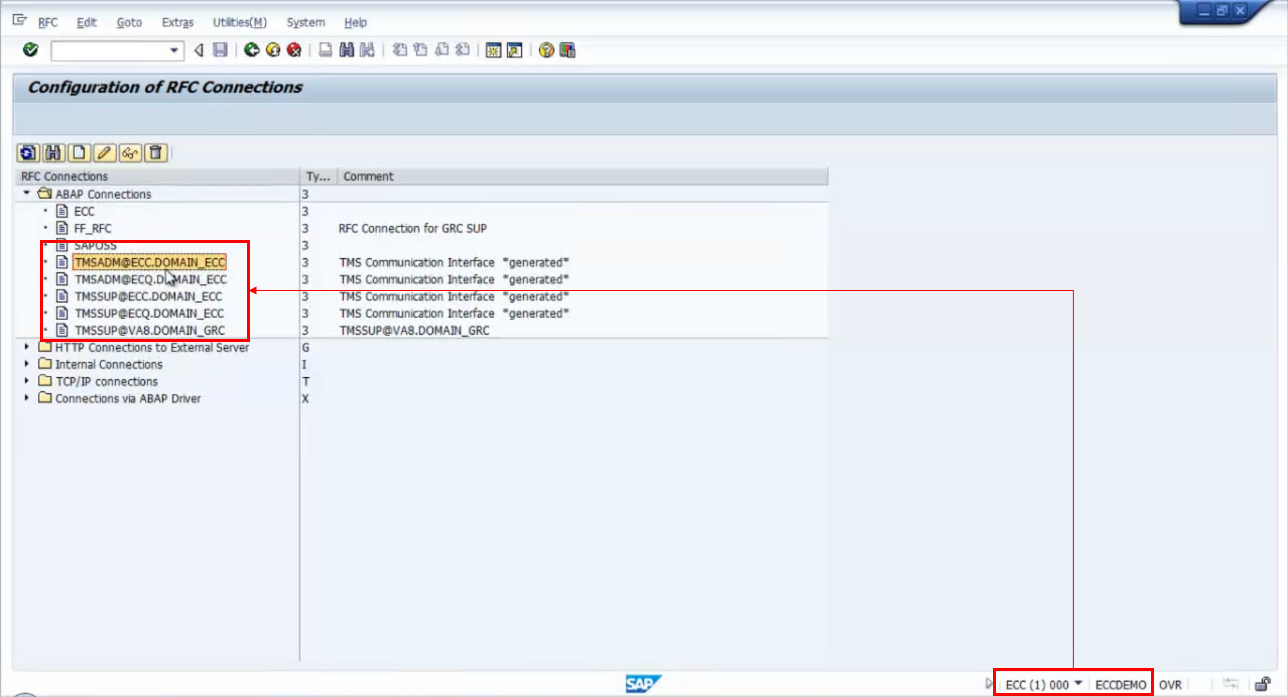 RFC Edit Goto Extras Utilities(M) System Help
Configuration of RFC Connections
RFC Connections Ty... Comment
ABAP Connections 3
ECC 3
FF_RFC 3 RFC Connection for GRC SUP
SAPOSS 3
TMSADM@ECC.DOMAIN_ECC 3 TMS Communication Interface *generated*
TMSADM@ECQ.DOMAIN_ECC 3 TMS Communication Interface *generated*
TMSSUP@ECC.DOMAIN_ECC 3 TMS Communication Interface *generated*
TMSSUP@ECQ.DOMAIN_ECC 3 TMS Communication Interface *generated*
TMSSUP@VA8.DOMAIN_GRC 3 TMSSUP@VA8.DOMAIN_GRC
HTTP Connections to External Server G
Internal Connections I
TCP/IP connections T
Connections via ABAP Driver X
SAP ECC (1) 000 ECCDEMO OVR